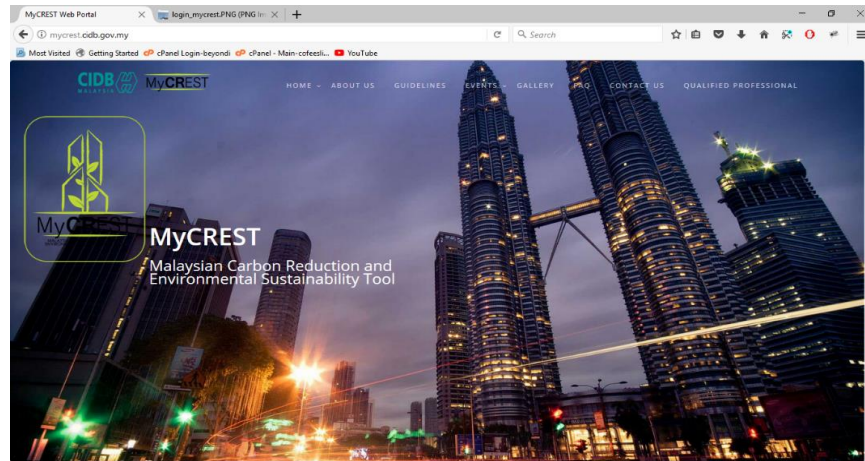 MyCREST Web Portal
login_mycrest.PNG (PNG Im
mycrest.cidb.gov.my
Search
Most Visited Getting Started cPanel Login-beyondi cPanel - Main-cofeesli... YouTube
CIDB MALAYSIA MyCREST HOME ABOUT US GUIDELINES EVENTS GALLERY FAQ CONTACT US QUALIFIED PROFESSIONAL
MyCREST
MyCREST
Malaysian Carbon Reduction and
Environmental Sustainability Tool